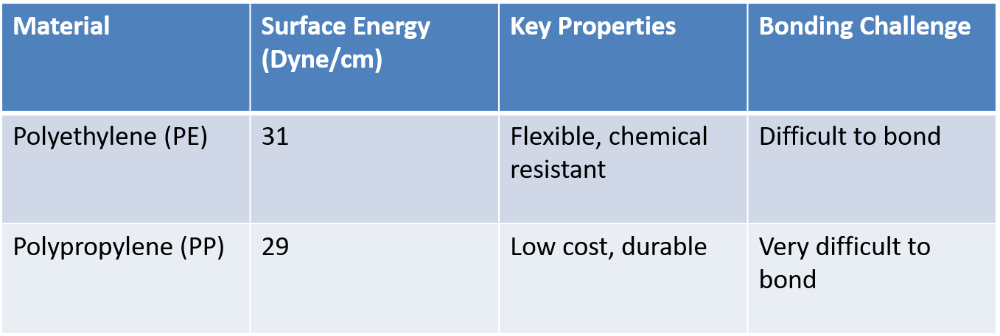 Material
Surface Energy
(Dyne/cm)
Key Properties
Bonding Challenge
Polyethylene (PE)
31
Flexible, chemical
resistant
Difficult to bond
Polypropylene (PP)
29
Low cost, durable
Very difficult to
bond